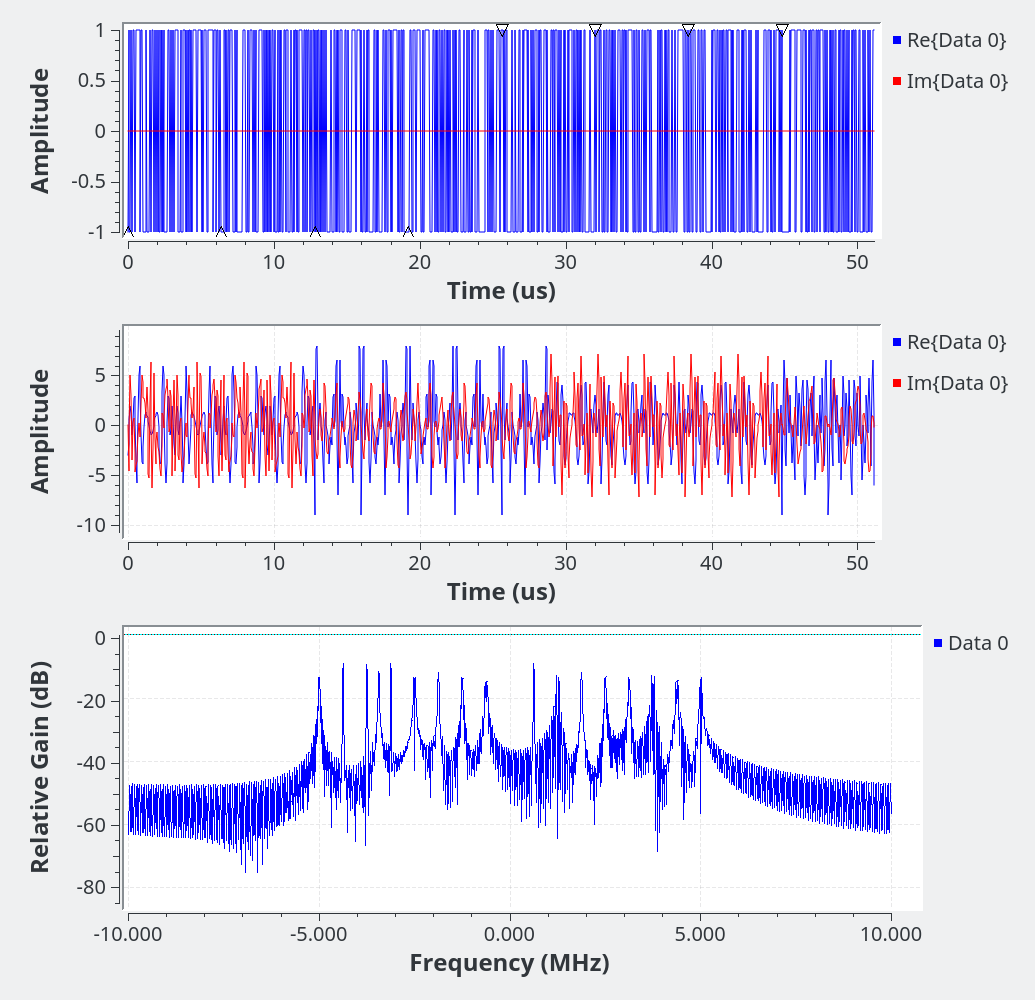 1
0.5
0
-0.5
-1
Amplitude
0 10 20 30 40 50
Time (us)
Re{Data 0}
Im{Data 0}
5
0
-5
-10
Amplitude
0 10 20 30 40 50
Time (us)
Re{Data 0}
Im{Data 0}
0
-20
-40
-60
-80
Relative Gain (dB)
-10.000 -5.000 0.000 5.000 10.000
Frequency (MHz)
Data 0